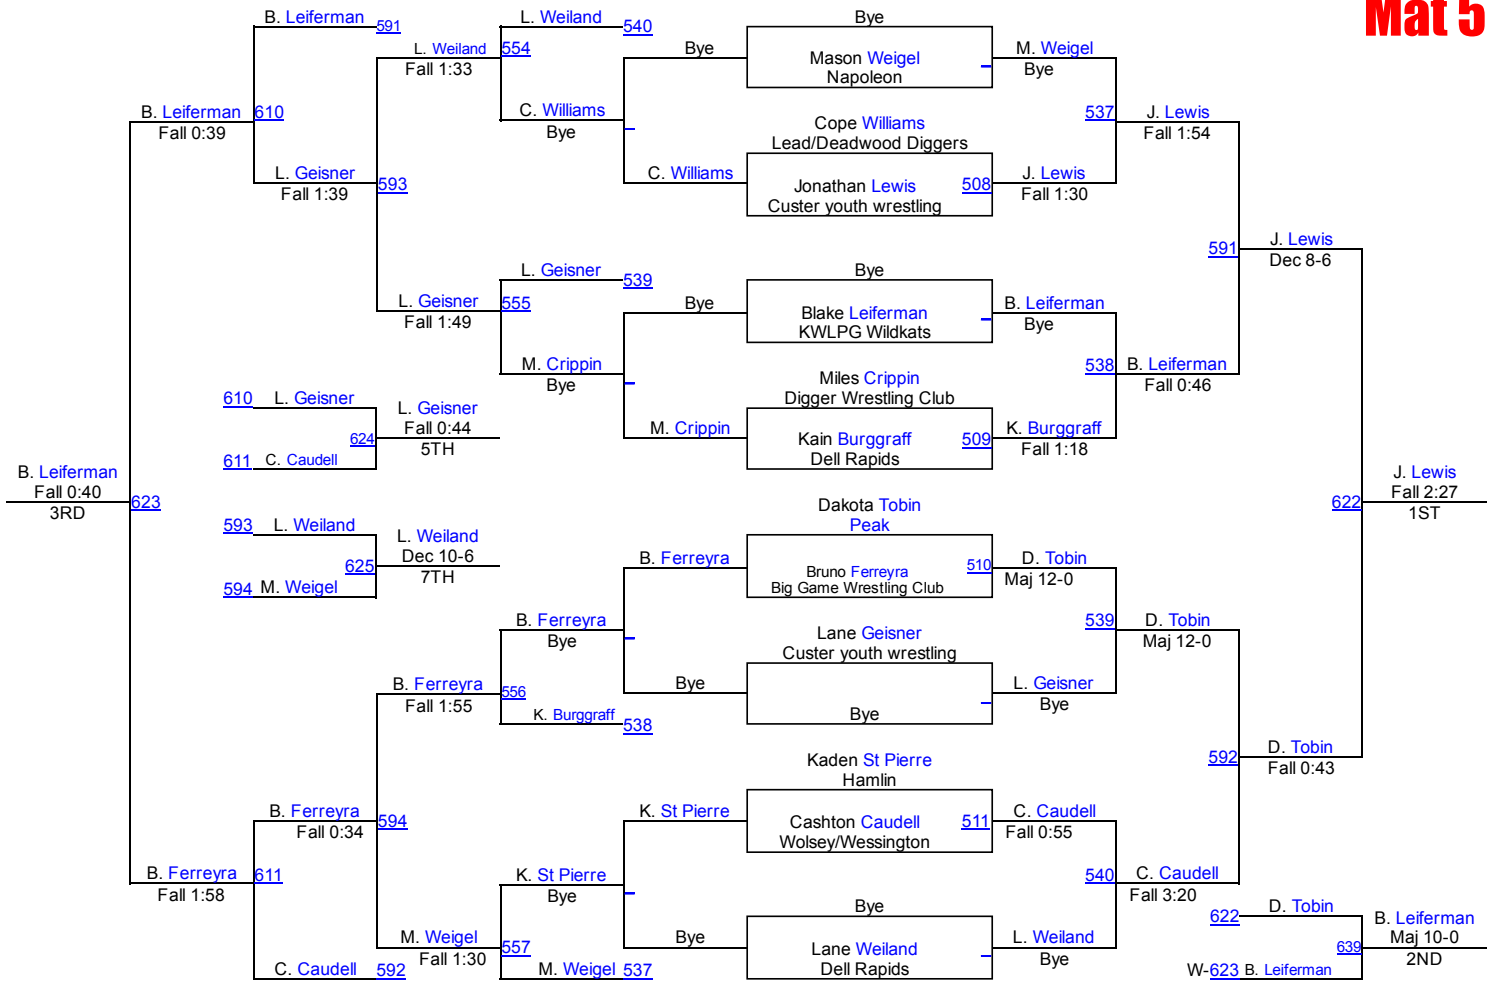 Mat 5
B. Leiferman
591
L. Weiland
540
Bye
L. Weiland
554
Fall 1:33
Bye
Mason Weigel
Napoleon
M. Weigel
Bye
B. Leiferman
610
Fall 0:39
C. Williams
Bye
Cope Williams
Lead/Deadwood Diggers
537
J. Lewis
Fall 1:54
L. Geisner
593
Fall 1:39
C. Williams
Jonathan Lewis
508
Custer youth wrestling
J. Lewis
Fall 1:30
591
J. Lewis
Dec 8-6
L. Geisner
539
Bye
L. Geisner
555
Fall 1:49
Bye
Blake Leiferman
KWLPG Wildkats
B. Leiferman
Bye
M. Crippin
Bye
Miles Crippin
Digger Wrestling Club
538
B. Leiferman
Fall 0:46
610
L. Geisner
L. Geisner
624
Fall 0:44
5TH
611
C. Caudell
M. Crippin
Kain Burggraff
509
Dell Rapids
K. Burggraff
Fall 1:18
B. Leiferman
Fall 0:40
623
3RD
J. Lewis
Fall 2:27
622
1ST
593
L. Weiland
L. Weiland
625
Dec 10-6
7TH
594
M. Weigel
Dakota Tobin
Peak
B. Ferreyra
Bruno Ferreyra
510
Big Game Wrestling Club
D. Tobin
Maj 12-0
B. Ferreyra
Bye
Lane Geisner
Custer youth wrestling
539
D. Tobin
Maj 12-0
B. Ferreyra
556
Fall 1:55
Bye
L. Geisner
Bye
K. Burggraff
538
Bye
592
D. Tobin
Fall 0:43
Kaden St Pierre
Hamlin
B. Ferreyra
594
Fall 0:34
K. St Pierre
Cashton Caudell
511
Wolsey/Wessington
C. Caudell
Fall 0:55
B. Ferreyra
611
Fall 1:58
K. St Pierre
Bye
540
C. Caudell
Fall 3:20
Bye
622
D. Tobin
M. Weigel
557
Fall 1:30
Bye
Lane Weiland
Dell Rapids
L. Weiland
Bye
B. Leiferman
639
Maj 10-0
2ND
C. Caudell
592
M. Weigel
537
W-623
B. Leiferman